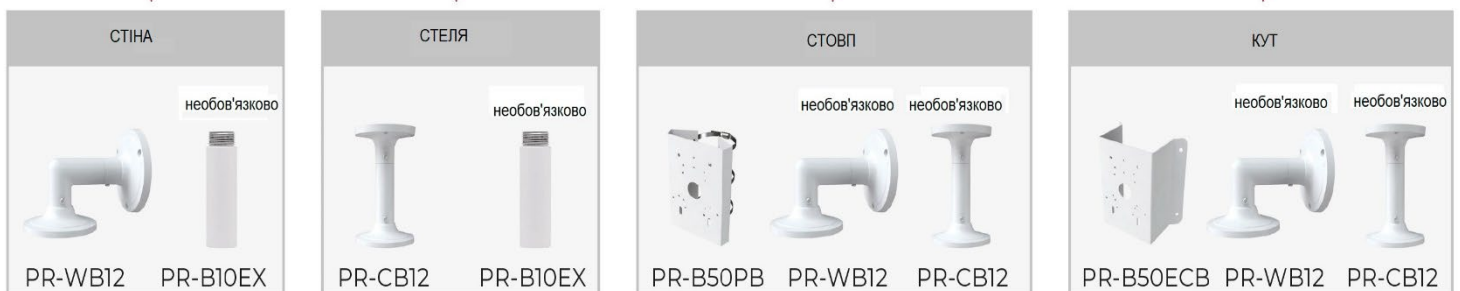 СТІНА
необов'язково
PR-WB12 PR-B10EX
СТЕЛЯ
необов'язково
PR-CB12 PR-B10EX
СТОВП
необов'язково необов'язково
PR-B50PB PR-WB12 PR-CB12
КУТ
необов'язково необов'язково
PR-B50ECB PR-WB12 PR-CB12